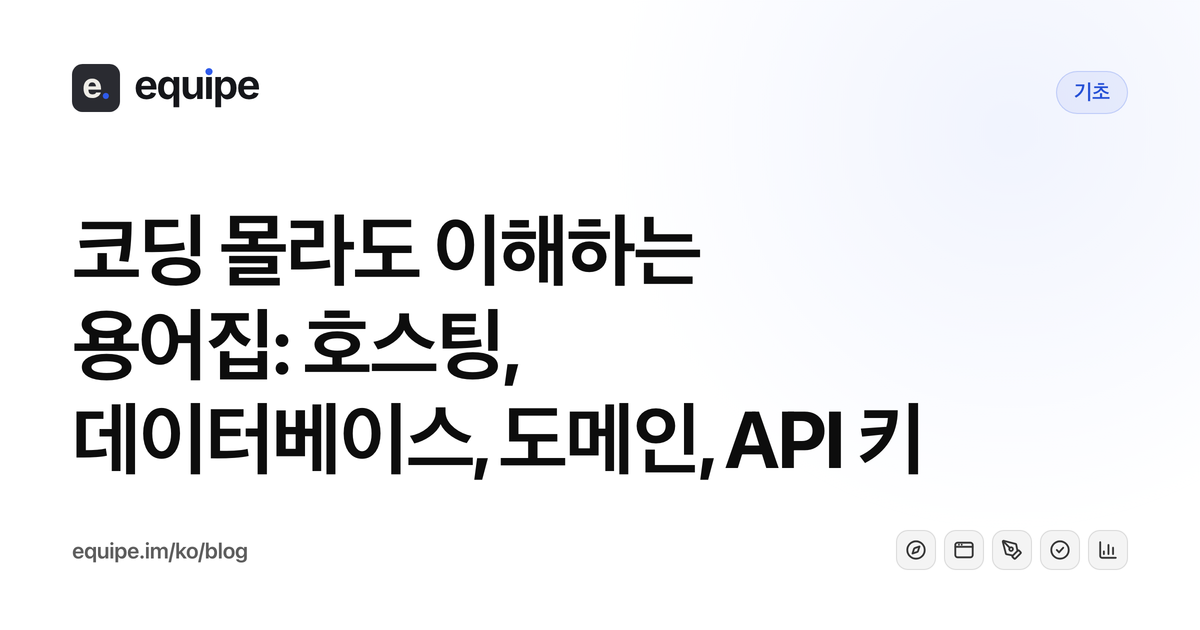 e.
equipe
기초
코딩 몰라도 이해하는
용어집: 호스팅,
데이터베이스, 도메인, API 키
equipe.im/ko/blog